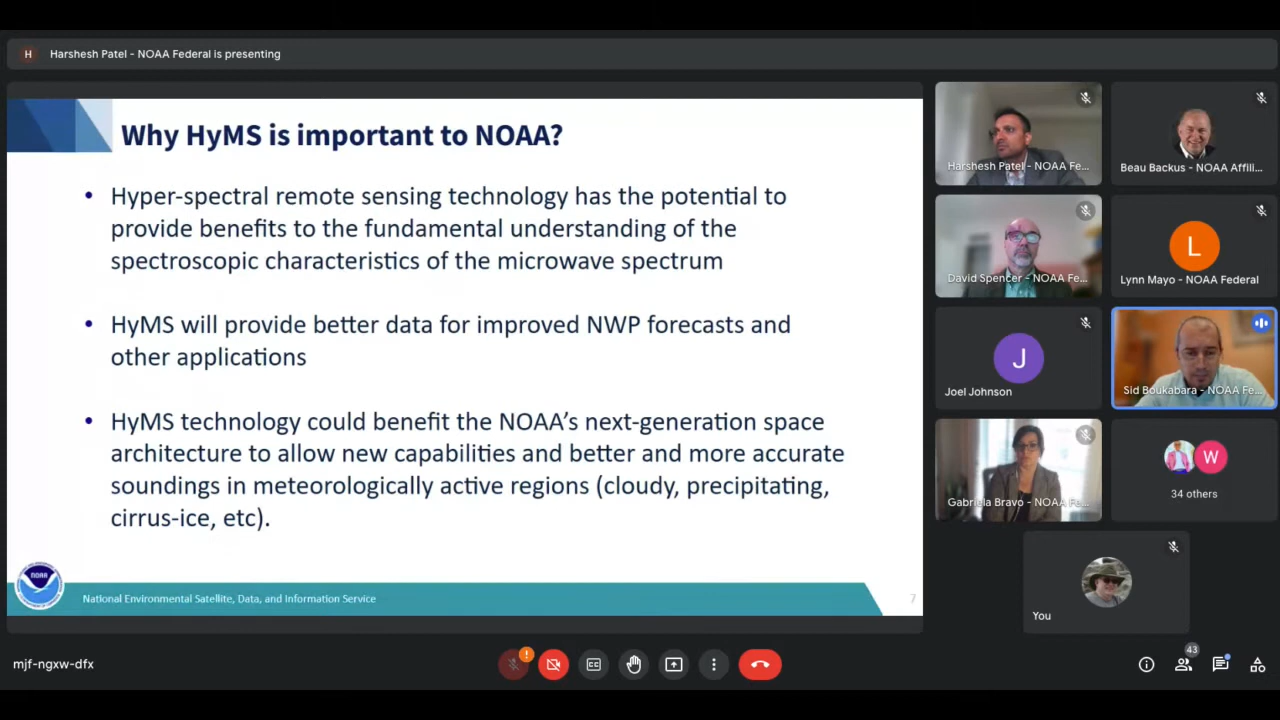 H Harshesh Patel - NOAA Federal is presenting
Why HyMS is important to NOAA?
• Hyper-spectral remote sensing technology has the potential to
provide benefits to the fundamental understanding of the
spectroscopic characteristics of the microwave spectrum
• HyMS will provide better data for improved NWP forecasts and
other applications
• HyMS technology could benefit the NOAA’s next-generation space
architecture to allow new capabilities and better and more accurate
soundings in meteorologically active regions (cloudy, precipitating,
cirrus-ice, etc).
NOAA
National Environmental Satellite, Data, and Information Service
7
Harshesh Patel - NOAA Fe...
Beau Backus - NOAA Affili...
David Spencer - NOAA Fe...
L
Lynn Mayo - NOAA Federal
J
Joel Johnson
Sid Boukabara - NOAA Fe...
Gabriela Bravo - NOAA Fe...
W
34 others
You
mjf-ngxw-dfx
!
CC
43